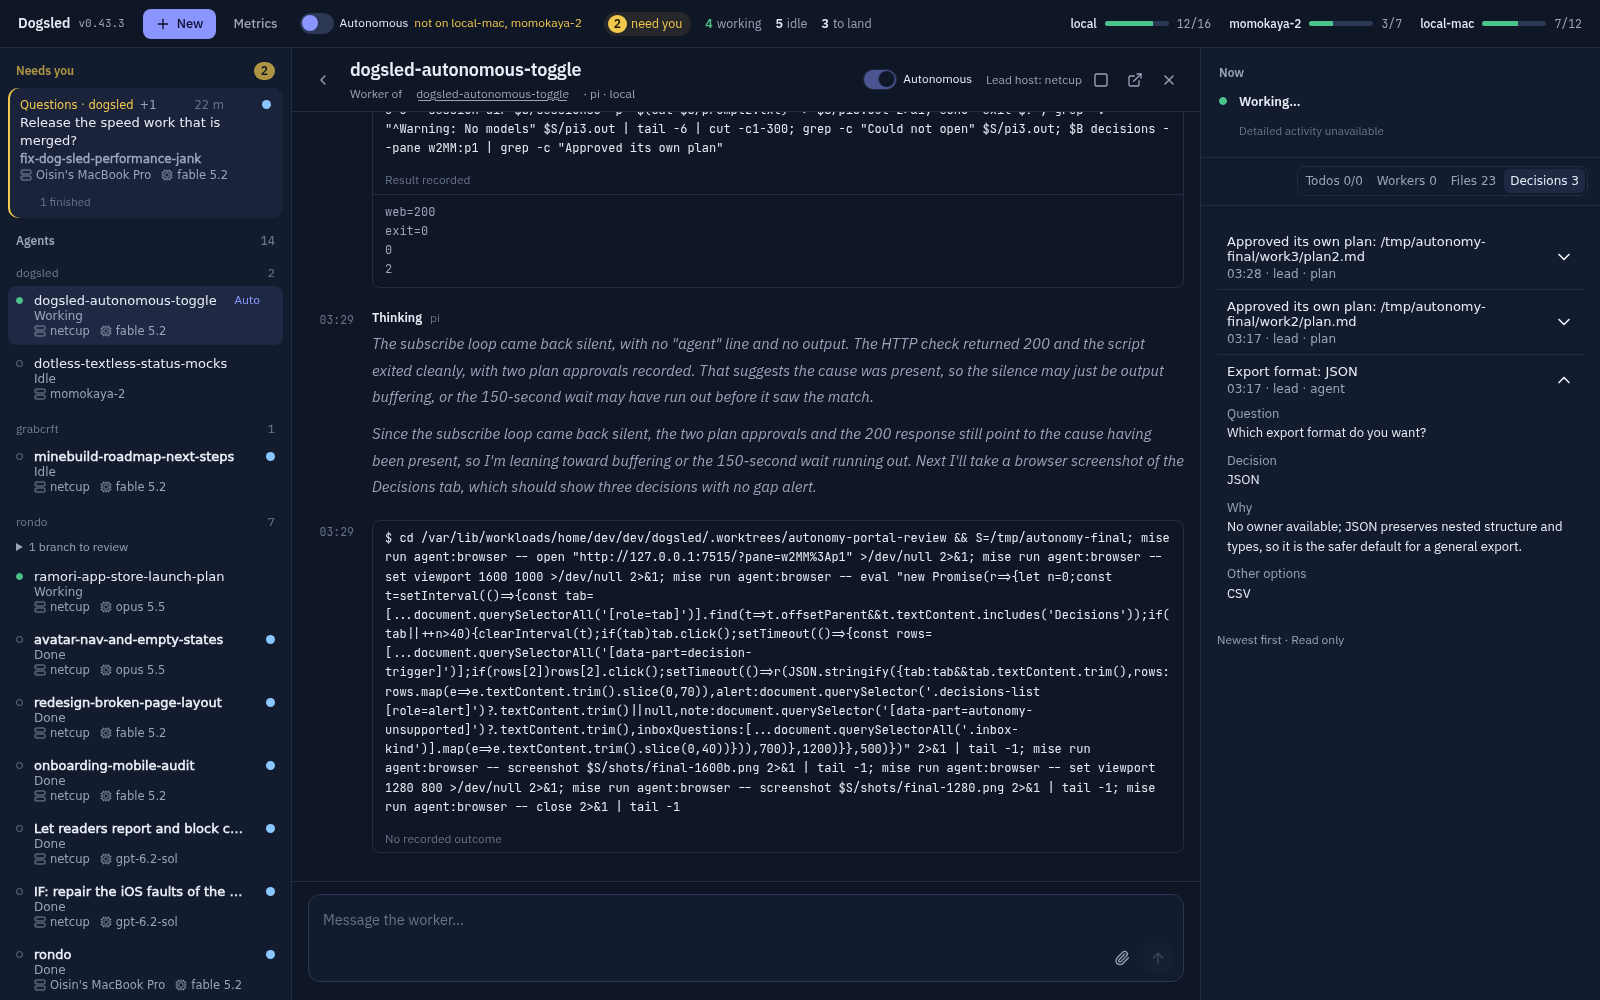 Dogsled v0.43.3
New
Metrics
Autonomous not on local-mac, momokaya-2
2 need you
4 working 5 idle 3 to land
local 12/16 momokaya-2 3/7 local-mac 7/12
Needs you 2
Questions · dogsled +1 22 m
Release the speed work that is
merged?
fix-dog-sled-performance-jank
Oisin's MacBook Pro fable 5.2
1 finished
Agents 14
dogsled 2
dogsled-autonomous-toggle Auto
Working
netcup fable 5.2
dotless-textless-status-mocks
Idle
momokaya-2
grabcrft 1
minebuild-roadmap-next-steps
Idle
netcup fable 5.2
rondo 7
1 branch to review
ramori-app-store-launch-plan
Working
netcup opus 5.5
avatar-nav-and-empty-states
Done
netcup opus 5.5
redesign-broken-page-layout
Done
netcup fable 5.2
onboarding-mobile-audit
Done
netcup fable 5.2
Let readers report and block c...
Done
netcup gpt-6.2-sol
IF: repair the iOS faults of the ...
Done
netcup gpt-6.2-sol
rondo
Done
Oisin's MacBook Pro fable 5.2
dogsled-autonomous-toggle
Worker of dogsled-autonomous-toggle · pi · local
Autonomous Lead host: netcup
"^Warning: No models" $S/pi3.out | tail -6 | cut -c1-300; grep -c "Could not open" $S/pi3.out; $B decisions -
-pane w2MM:p1 | grep -c "Approved its own plan"
Result recorded
web=200
exit=0
0
2
03:29 Thinking pi
The subscribe loop came back silent, with no "agent" line and no output. The HTTP check returned 200 and the script
exited cleanly, with two plan approvals recorded. That suggests the cause was present, so the silence may just be output
buffering, or the 150-second wait may have run out before it saw the match.
Since the subscribe loop came back silent, the two plan approvals and the 200 response still point to the cause having
been present, so I'm leaning toward buffering or the 150-second wait running out. Next I'll take a browser screenshot of the
Decisions tab, which should show three decisions with no gap alert.
03:29
$ cd /var/lib/workloads/home/dev/dev/dogsled/.worktrees/autonomy-portal-review && S=/tmp/autonomy-final; mise
run agent:browser -- open "http://127.0.0.1:7515/?pane=w2MM%3Ap1" >/dev/null 2>&1; mise run agent:browser --
set viewport 1600 1000 >/dev/null 2>&1; mise run agent:browser -- eval "new Promise(r=>{let n=0;const
t=setInterval(()=>{const tab=
[...document.querySelectorAll('[role=tab]')].find(t=>t.offsetParent&&t.textContent.includes('Decisions'));if(
tab||++n>40){clearInterval(t);if(tab)tab.click();setTimeout(()=>{const rows=
[...document.querySelectorAll('[data-part=decision-
trigger]')];if(rows[2])rows[2].click();setTimeout(()=>r(JSON.stringify({tab:tab&&tab.textContent.trim(),rows:
rows.map(e=>e.textContent.trim().slice(0,70)),alert:document.querySelector('.decisions-list
[role=alert]')?.textContent.trim()||null,note:document.querySelector('[data-part=autonomy-
unsupported]')?.textContent.trim(),inboxQuestions:[...document.querySelectorAll('.inbox-
kind')].map(e=>e.textContent.trim().slice(0,40))})),700)},1200)}},500)})" 2>&1 | tail -1; mise run
agent:browser -- screenshot $S/shots/final-1600b.png 2>&1 | tail -1; mise run agent:browser -- set viewport
1280 800 >/dev/null 2>&1; mise run agent:browser -- screenshot $S/shots/final-1280.png 2>&1 | tail -1; mise
run agent:browser -- close 2>&1 | tail -1
No recorded outcome
Message the worker...
Now
Working...
Detailed activity unavailable
Todos 0/0 Workers 0 Files 23 Decisions 3
Approved its own plan: /tmp/autonomy-
final/work3/plan2.md
03:28 · lead · plan
Approved its own plan: /tmp/autonomy-
final/work2/plan.md
03:17 · lead · plan
Export format: JSON
03:17 · lead · agent
Question
Which export format do you want?
Decision
JSON
Why
No owner available; JSON preserves nested structure and
types, so it is the safer default for a general export.
Other options
CSV
Newest first · Read only